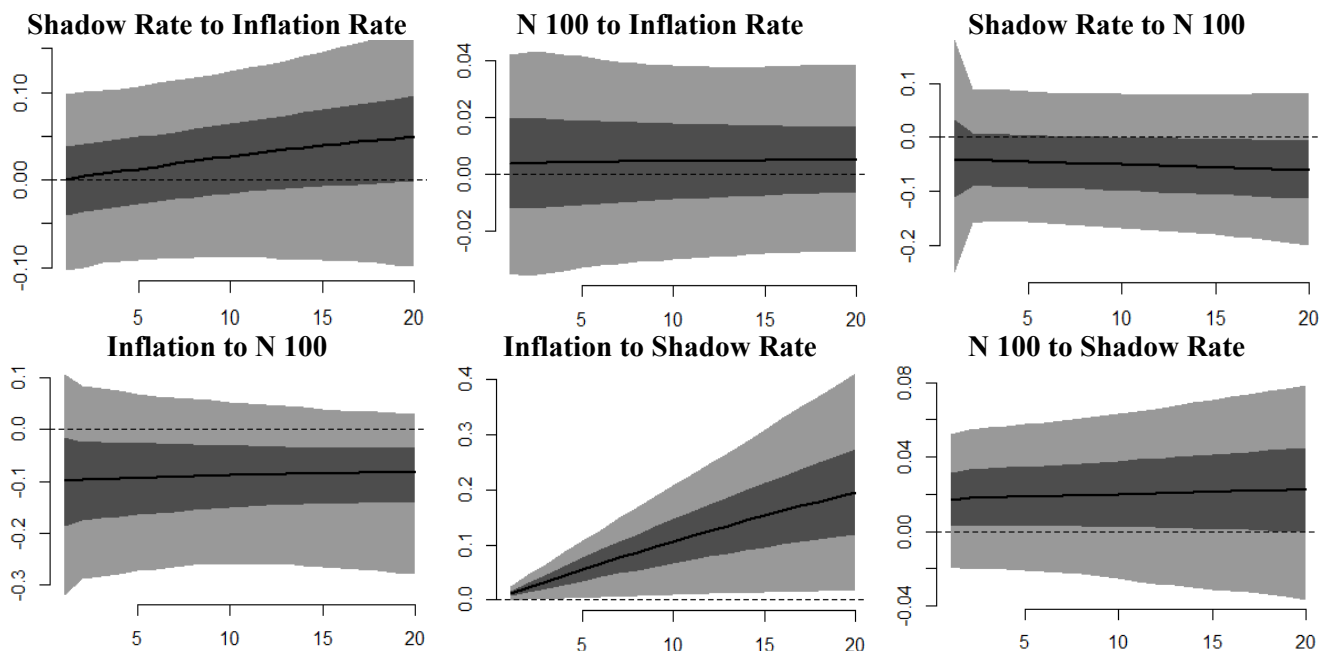 Shadow Rate to Inflation Rate
0.10
0.00
-0.10
5 10 15 20
N 100 to Inflation Rate
0.04
0.02
0.00
-0.02
5 10 15 20
Shadow Rate to N 100
0.1
0.0
-0.1
-0.2
5 10 15 20
Inflation to N 100
0.1
0.0
-0.1
-0.2
-0.3
5 10 15 20
Inflation to Shadow Rate
0.4
0.3
0.2
0.1
0.0
5 10 15 20
N 100 to Shadow Rate
0.08
0.04
0.00
-0.04
5 10 15 20